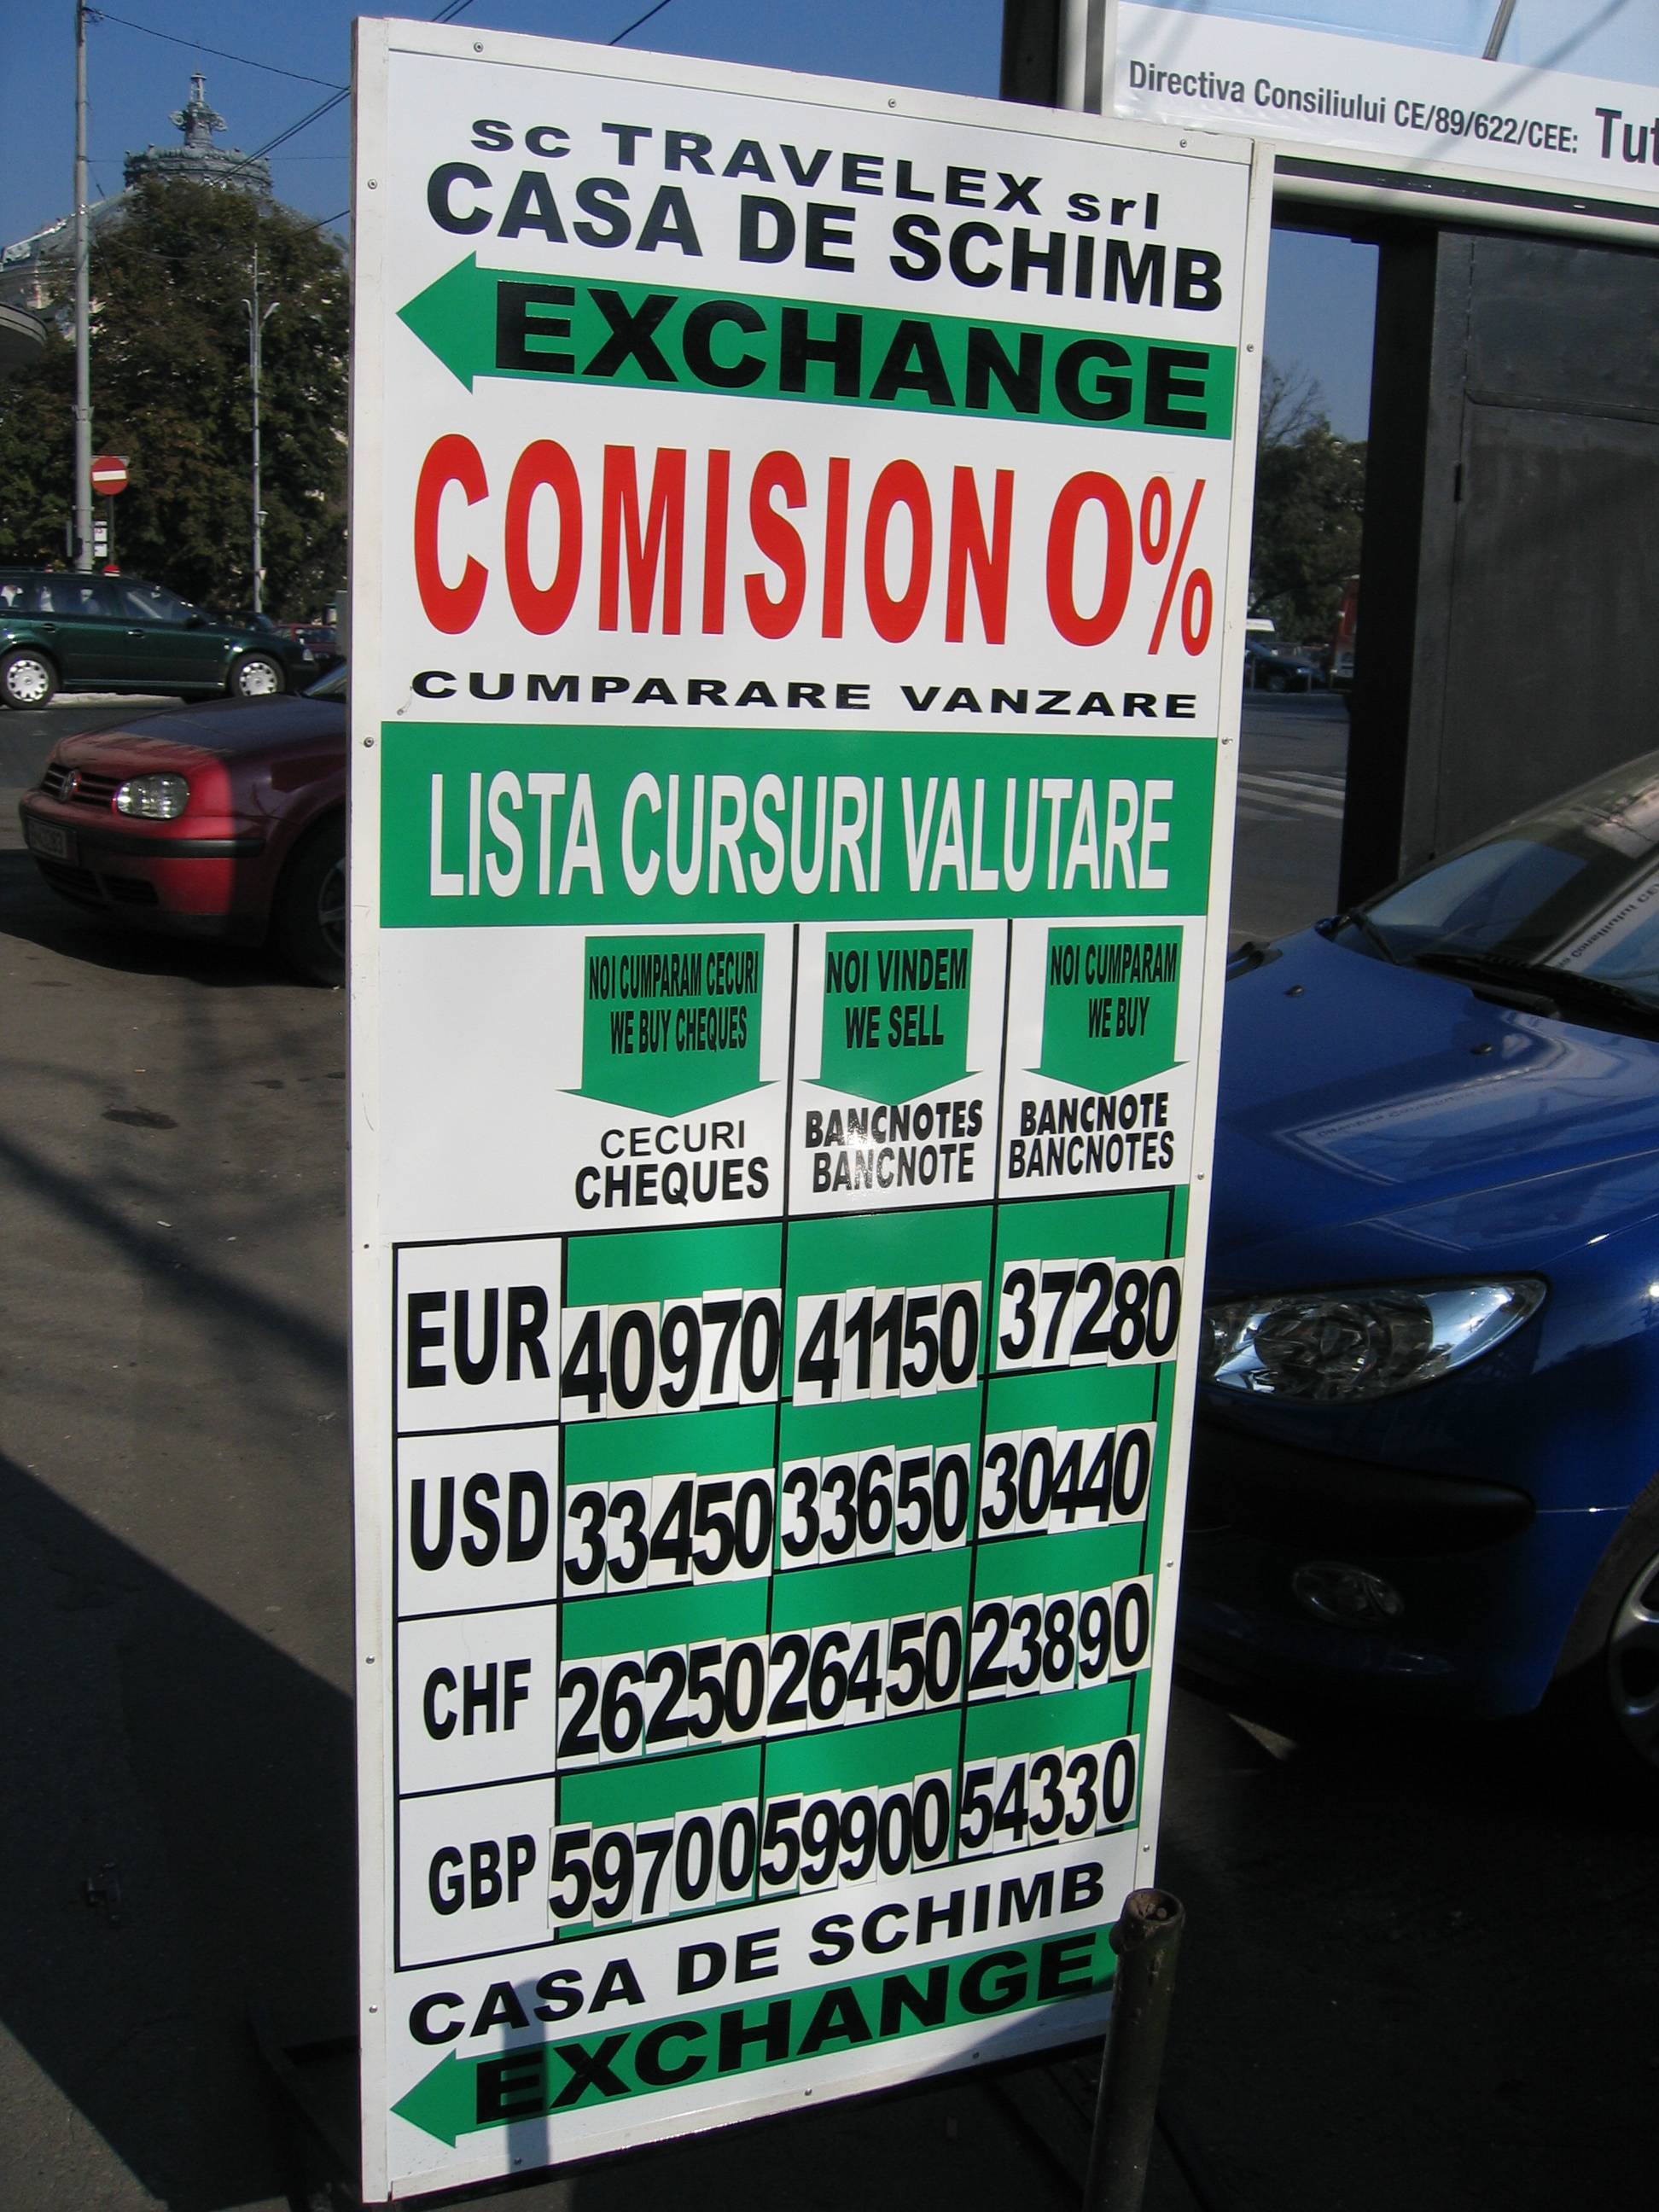 Directiva Consiliului CE/89/622/CEE:
sc TRAVELEX srl
CASA DE SCHIMB
EXCHANGE
COMISION 0%
CUMPARARE VANZARE
LISTA CURSURI VALUTARE
NOI CUMPARAM CECURI
WE BUY CHEQUES
NOI VINDEM
WE SELL
NOI CUMPARAM
WE BUY
CECURI
CHEQUES
BANCNOTES
BANCNOTE
BANCNOTE
BANCNOTES
EUR 40970 41150 37280
USD 33450 33650 30440
CHF 26250 26450 23890
GBP 59700 59900 54330
CASA DE SCHIMB
EXCHANGE